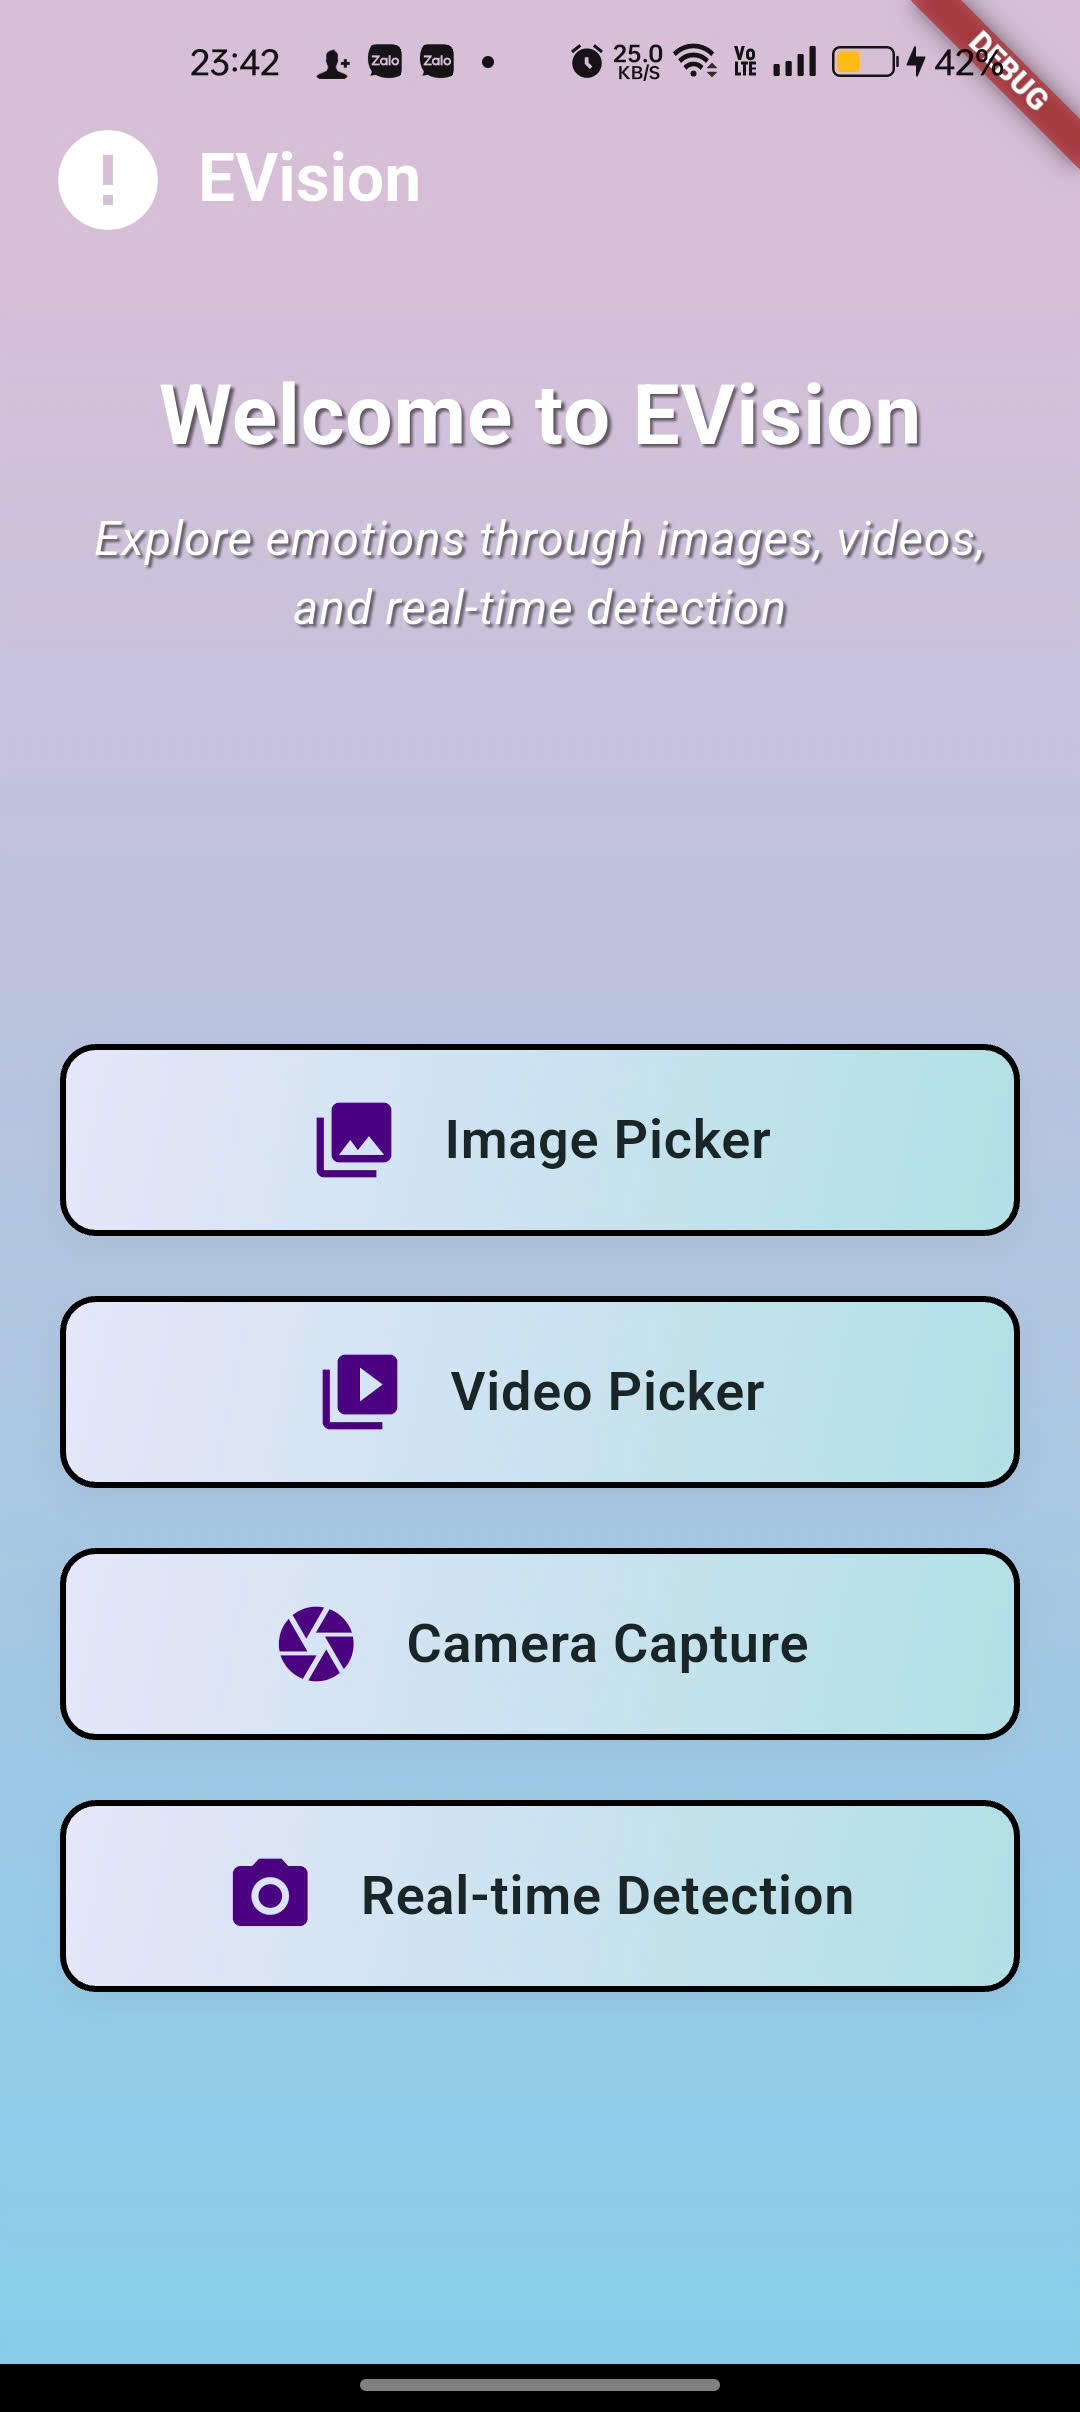 23:42 Zalo Zalo 25.0 KB/S Vo LTE 42%
DEBUG
EVision
Welcome to EVision
Explore emotions through images, videos,
and real-time detection
Image Picker
Video Picker
Camera Capture
Real-time Detection